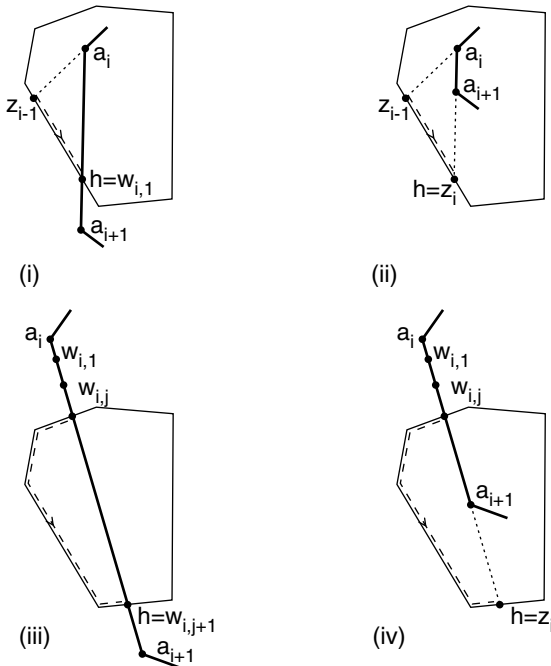 a_i
z_{i-1}
h=w_{i,1}
a_{i+1}
(i)
a_i
a_{i+1}
z_{i-1}
h=z_i
(ii)
a_i
w_{i,1}
w_{i,j}
h=w_{i,j+1}
a_{i+1}
(iii)
a_i
w_{i,1}
w_{i,j}
a_{i+1}
h=z_i
(iv)